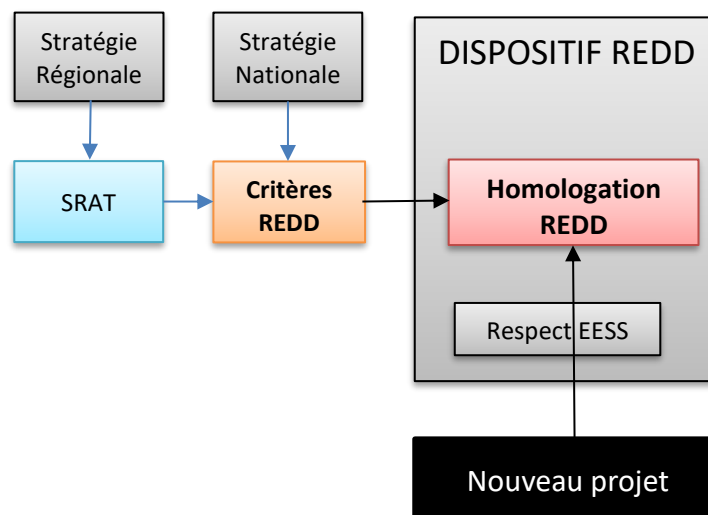 Stratégie
Régionale
Stratégie
Nationale
DISPOSITIF REDD
SRAT
Critères
REDD
Homologation
REDD
Respect EESS
Nouveau projet